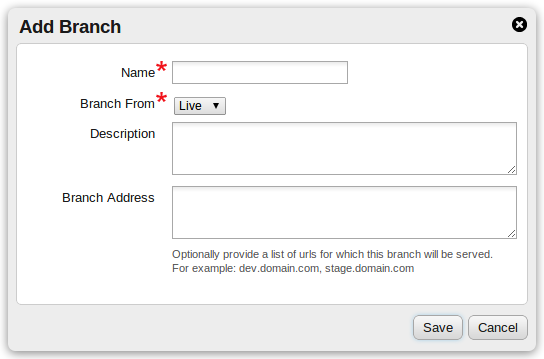 Add Branch
Name*
Branch From*
Live ▼
Description
Branch Address
Optionally provide a list of urls for which this branch will be served.
For example: dev.domain.com, stage.domain.com
Save Cancel